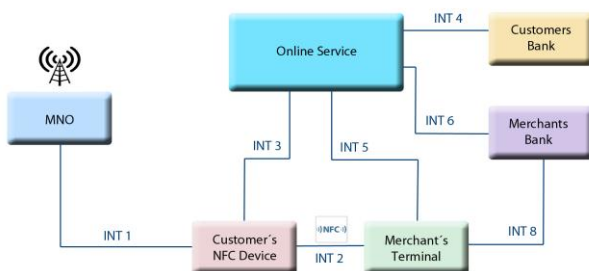 INT 4
Customers
Bank
Online Service
MNO
INT 6
Merchants
Bank
INT 3
INT 5
INT 1
Customer´s
NFC Device
NFC
INT 2
Merchant´s
Terminal
INT 8